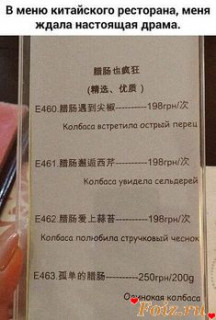 В меню китайского ресторана, меня
ждала настоящая драма.
腊肠也疯狂
(精选、优质)
E460.腊肠遇到尖椒----------198грн/次
Колбаса встретила острый перец
E461.腊肠邂逅西芹----------198грн/次
Колбаса увидела сельдерей
E462.腊肠爱上蒜苔----------198грн/次
Колбаса полюбила стручковый чеснок
E463.孤单的腊肠----------250грн/200g
Одинокая колбаса
Fotiz.ru